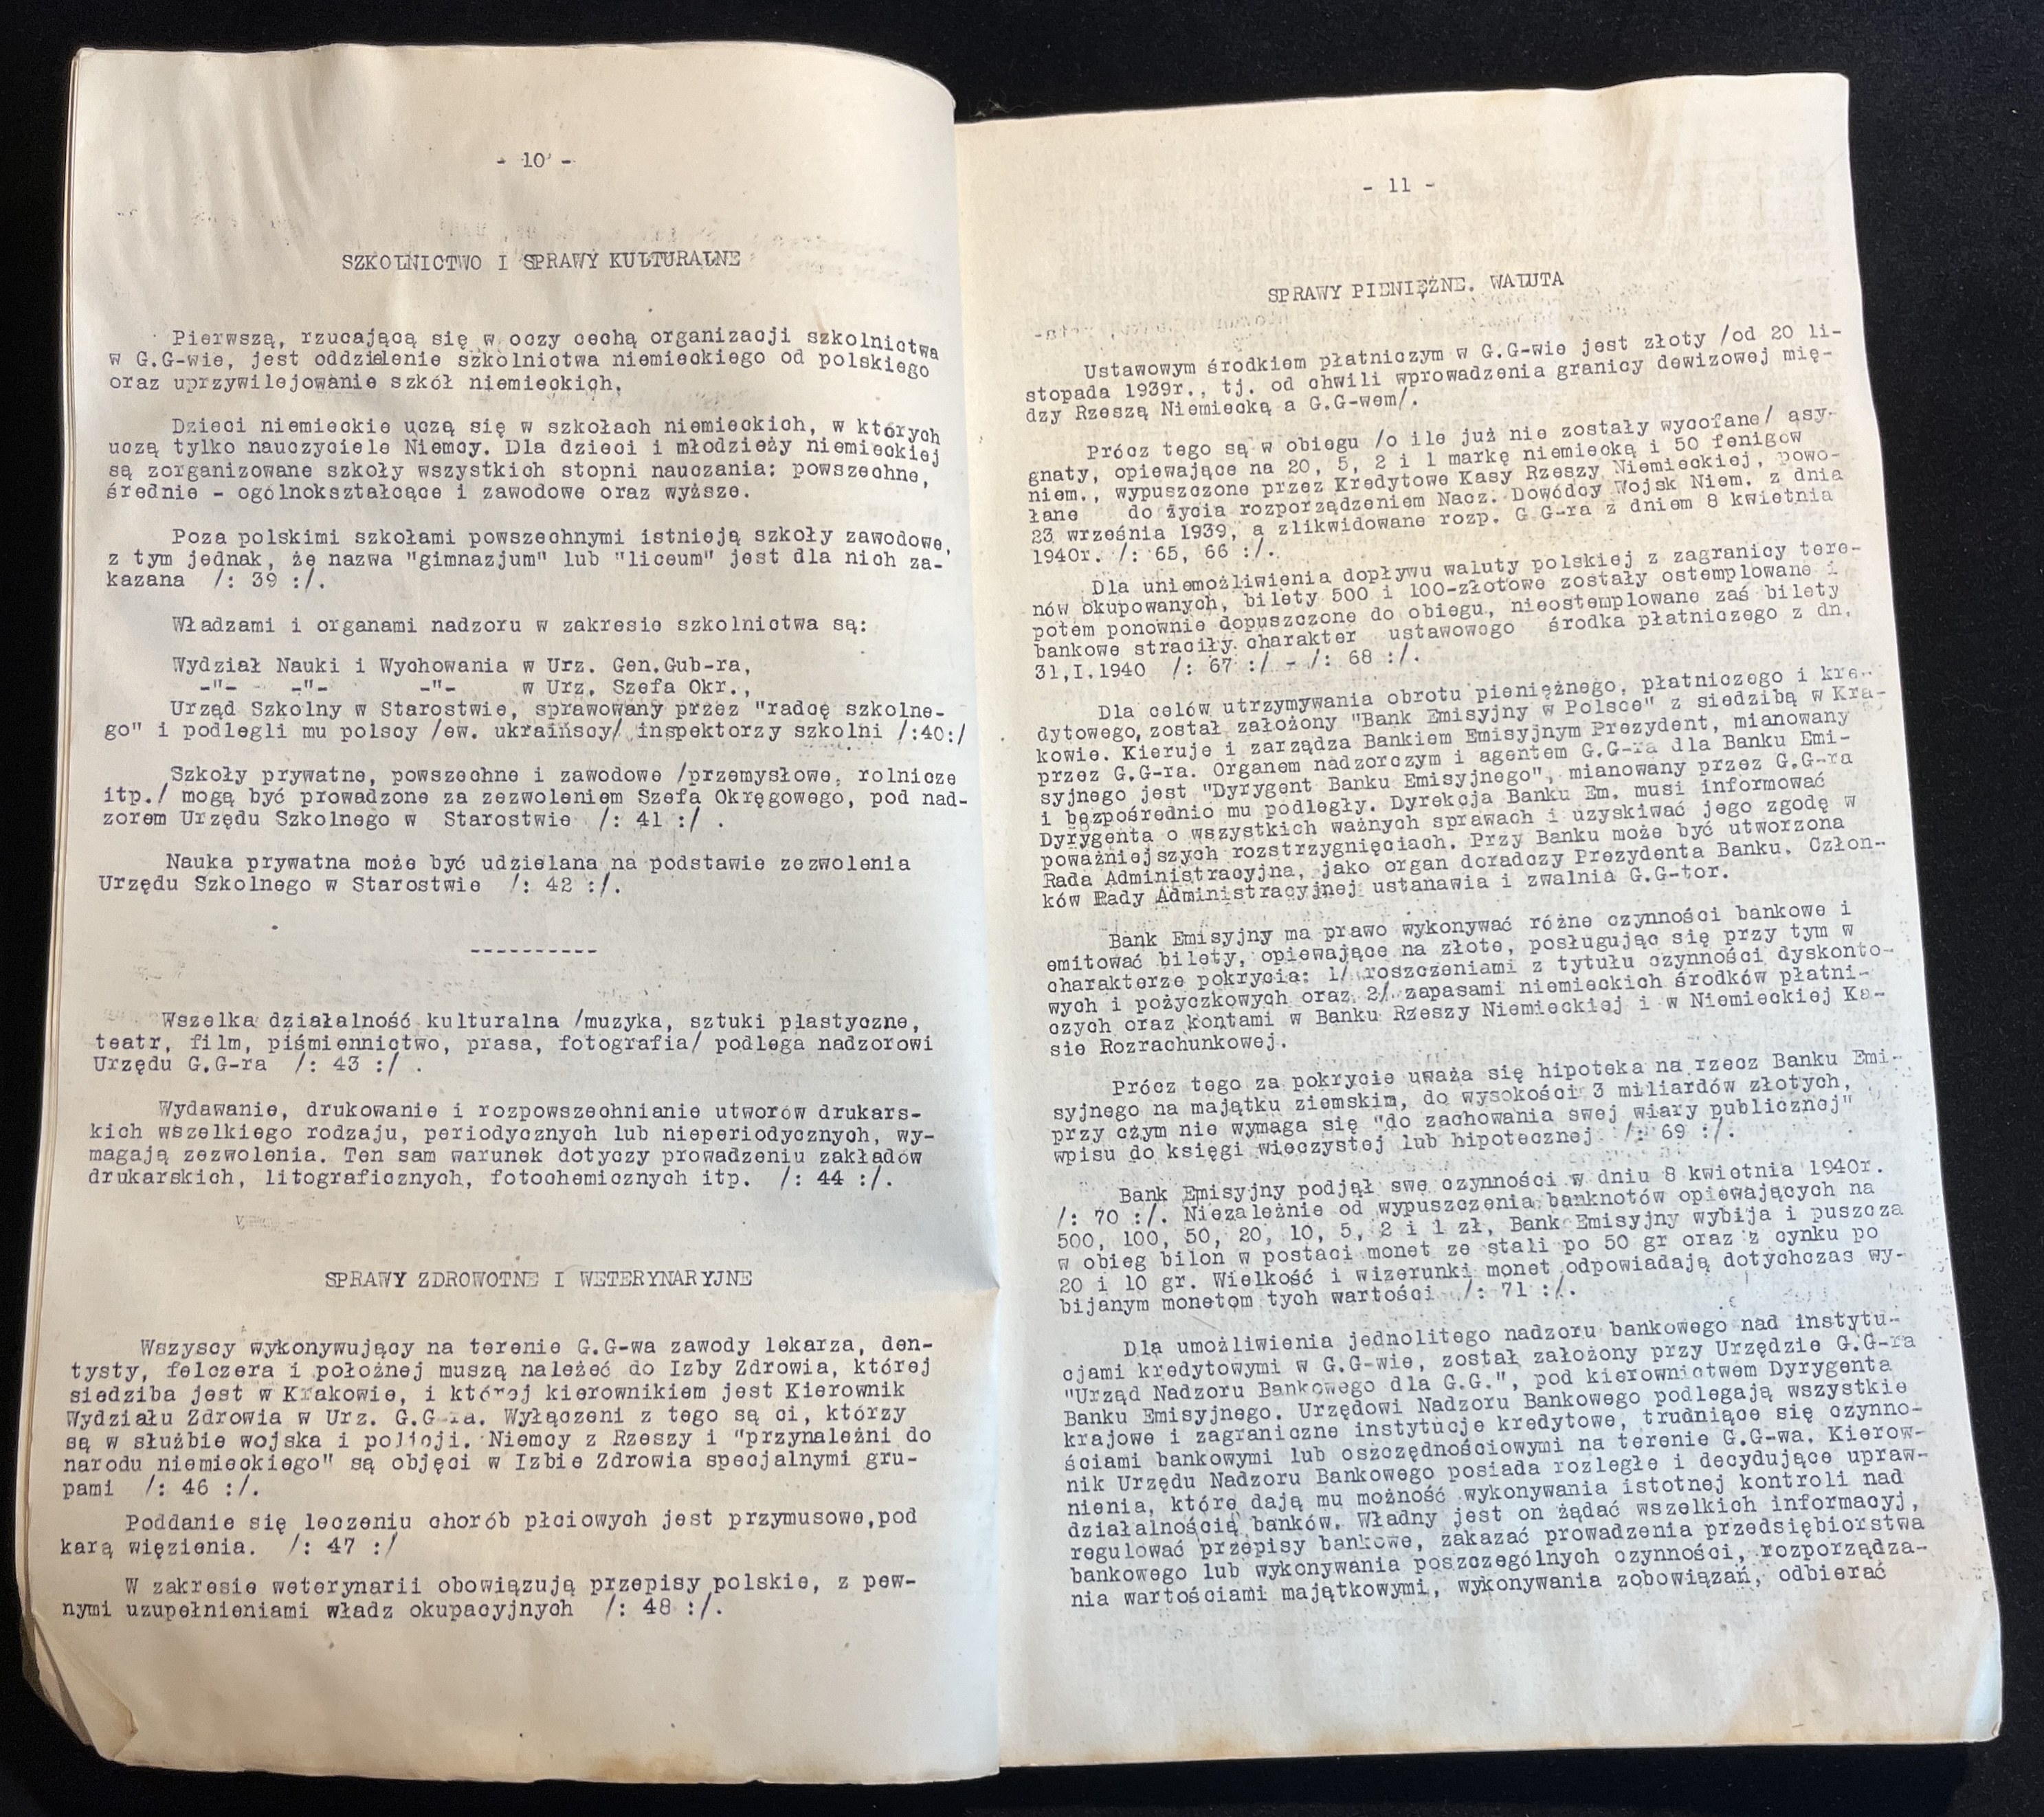 - 10 -
SZKOLNICTWO I SPRAWY KULTURALNE
Pierwszą, rzucającą się w oczy cechą organizacji szkolnictwa
w G.G-wie, jest oddzielenie szkolnictwa niemieckiego od polskiego
oraz uprzywilejowanie szkół niemieckich.
Dzieci niemieckie uczą się w szkołach niemieckich, w których
uczą tylko nauczyciele Niemcy. Dla dzieci i młodzieży niemieckiej
są zorganizowane szkoły wszystkich stopni nauczania: powszechne,
średnie - ogólnokształcące i zawodowe oraz wyższe.
Poza polskimi szkołami powszechnymi istnieją szkoły zawodowe,
z tym jednak, że nazwa "gimnazjum" lub "liceum" jest dla nich za-
kazana /: 39 :/.
Władzami i organami nadzoru w zakresie szkolnictwa są:
Wydział Nauki i Wychowania w Urz. Gen.Gub-ra,
-"- -"- -"- w Urz. Szefa Okr.,
Urząd Szkolny w Starostwie, sprawowany przez "radcę szkolne-
go" i podlegli mu polscy /ew. ukraińscy/ inspektorzy szkolni /:40:/
Szkoły prywatne, powszechne i zawodowe /przemysłowe, rolnicze
itp./ mogą być prowadzone za zezwoleniem Szefa Okręgowego, pod nad-
zorem Urzędu Szkolnego w Starostwie /: 41 :/ .
Nauka prywatna może być udzielana na podstawie zezwolenia
Urzędu Szkolnego w Starostwie /: 42 :/.
----------
Wszelka działalność kulturalna /muzyka, sztuki plastyczne,
teatr, film, piśmiennictwo, prasa, fotografia/ podlega nadzorowi
Urzędu G.G-ra /: 43 :/ .
Wydawanie, drukowanie i rozpowszechnianie utworów drukars-
kich wszelkiego rodzaju, periodycznych lub nieperiodycznych, wy-
magają zezwolenia. Ten sam warunek dotyczy prowadzeniu zakładów
drukarskich, litograficznych, fotochemicznych itp. /: 44 :/.
SPRAWY ZDROWOTNE I WETERYNARYJNE
Wszyscy wykonywujący na terenie G.G-wa zawody lekarza, den-
tysty, felczera i położnej muszą należeć do Izby Zdrowia, której
siedziba jest w Krakowie, i której kierownikiem jest Kierownik
Wydziału Zdrowia w Urz. G.G-ra. Wyłączeni z tego są ci, którzy
są w służbie wojska i policji. Niemcy z Rzeszy i "przynależni do
narodu niemieckiego" są objęci w Izbie Zdrowia specjalnymi gru-
pami /: 46 :/.
Poddanie się leczeniu chorób płciowych jest przymusowe,pod
karą więzienia. /: 47 :/
W zakresie weterynarii obowiązują przepisy polskie, z pew-
nymi uzupełnieniami władz okupacyjnych /: 48 :/.
- 11 -
SPRAWY PIENIĘŻNE. WALUTA
Ustawowym środkiem płatniczym w G.G-wie jest złoty /od 20 li-
stopada 1939r., tj. od chwili wprowadzenia granicy dewizowej mię-
dzy Rzeszą Niemiecką a G.G-wem/.
Prócz tego są w obiegu /o ile już nie zostały wycofane/ asy-
gnaty, opiewające na 20, 5, 2 i 1 markę niemiecką i 50 fenigów
niem., wypuszczone przez Kredytowe Kasy Rzeszy Niemieckiej, powo-
łane do życia rozporządzeniem Nacz. Dowódcy Wojsk Niem. z dnia
23 września 1939, a zlikwidowane rozp. G.G-ra z dniem 8 kwietnia
1940r. /: 65, 66 :/.
Dla uniemożliwienia dopływu waluty polskiej z zagranicy tere-
nów okupowanych, bilety 500 i 100-złotowe zostały ostemplowane i
potem ponownie dopuszczone do obiegu, nieostemplowane zaś bilety
bankowe straciły charakter ustawowego środka płatniczego z dn.
31.I.1940 /: 67 :/ - /: 68 :/.
Dla celów utrzymywania obrotu pieniężnego, płatniczego i kre-
dytowego, został założony "Bank Emisyjny w Polsce" z siedzibą w Kra-
kowie. Kieruje i zarządza Bankiem Emisyjnym Prezydent, mianowany
przez G.G-ra. Organem nadzorczym i agentem G.G-ra dla Banku Emi-
syjnego jest "Dyrygent Banku Emisyjnego", mianowany przez G.G-ra
i bezpośrednio mu podległy. Dyrekcja Banku Em. musi informować
Dyrygenta o wszystkich ważnych sprawach i uzyskiwać jego zgodę w
poważniejszych rozstrzygnięciach. Przy Banku może być utworzona
Rada Administracyjna, jako organ doradczy Prezydenta Banku. Człon-
ków Rady Administracyjnej ustanawia i zwalnia G.G-tor.
Bank Emisyjny ma prawo wykonywać różne czynności bankowe i
emitować bilety, opiewające na złote, posługując się przy tym w
charakterze pokrycia: 1/ roszczeniami z tytułu czynności dyskonto-
wych i pożyczkowych oraz 2/ zapasami niemieckich środków płatni-
czych oraz kontami w Banku Rzeszy Niemieckiej i w Niemieckiej Ka-
sie Rozrachunkowej.
Prócz tego za pokrycie uważa się hipoteka na rzecz Banku Emi-
syjnego na majątku ziemskim, do wysokości 3 miliardów złotych,
przy czym nie wymaga się "do zachowania swej wiary publicznej"
wpisu do księgi wieczystej lub hipotecznej /: 69 :/.
Bank Emisyjny podjął swe czynności w dniu 8 kwietnia 1940r.
/: 70 :/. Niezależnie od wypuszczenia banknotów opiewających na
500, 100, 50, 20, 10, 5, 2 i 1 zł, Bank Emisyjny wybija i puszcza
w obieg bilon w postaci monet ze stali po 50 gr oraz z cynku po
20 i 10 gr. Wielkość i wizerunki monet odpowiadają dotychczas wy-
bijanym monetom tych wartości /: 71 :/.
Dla umożliwienia jednolitego nadzoru bankowego nad instytu-
cjami kredytowymi w G.G-wie, został założony przy Urzędzie G.G-ra
"Urząd Nadzoru Bankowego dla G.G.", pod kierownictwem Dyrygenta
Banku Emisyjnego. Urzędowi Nadzoru Bankowego podlegają wszystkie
krajowe i zagraniczne instytucje kredytowe, trudniące się czynno-
ściami bankowymi lub oszczędnościowymi na terenie G.G-wa. Kierow-
nik Urzędu Nadzoru Bankowego posiada rozległe i decydujące upraw-
nienia, które dają mu możność wykonywania istotnej kontroli nad
działalnością banków. Władny jest on żądać wszelkich informacyj,
regulować przepisy bankowe, zakazać prowadzenia przedsiębiorstwa
bankowego lub wykonywania poszczególnych czynności, rozporządza-
nia wartościami majątkowymi, wykonywania zobowiązań, odbierać